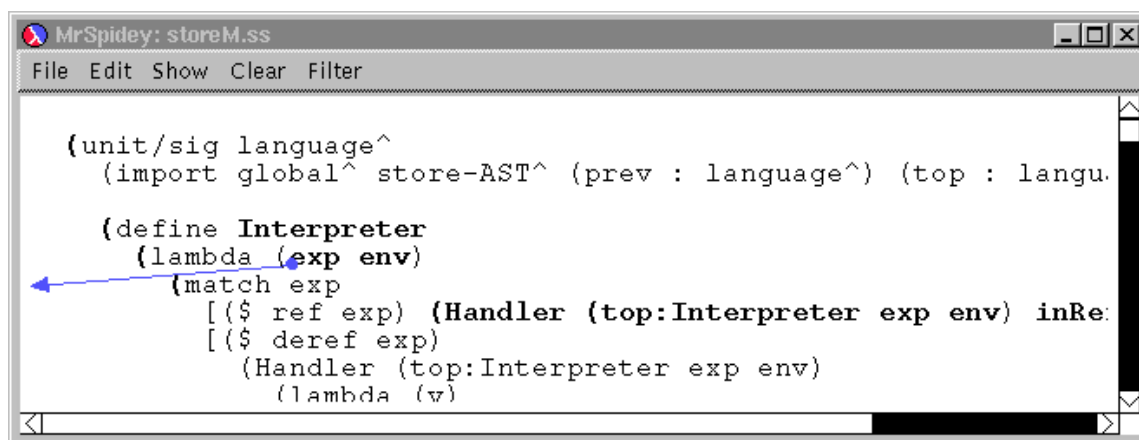 MrSpidey: storeM.ss
File Edit Show Clear Filter
(unit/sig language^
(import global^ store-AST^ (prev : language^) (top : langu
(define Interpreter
(lambda (exp env)
(match exp
[($ ref exp) (Handler (top:Interpreter exp env) inRe
[($ deref exp)
(Handler (top:Interpreter exp env)
(lambda (v)